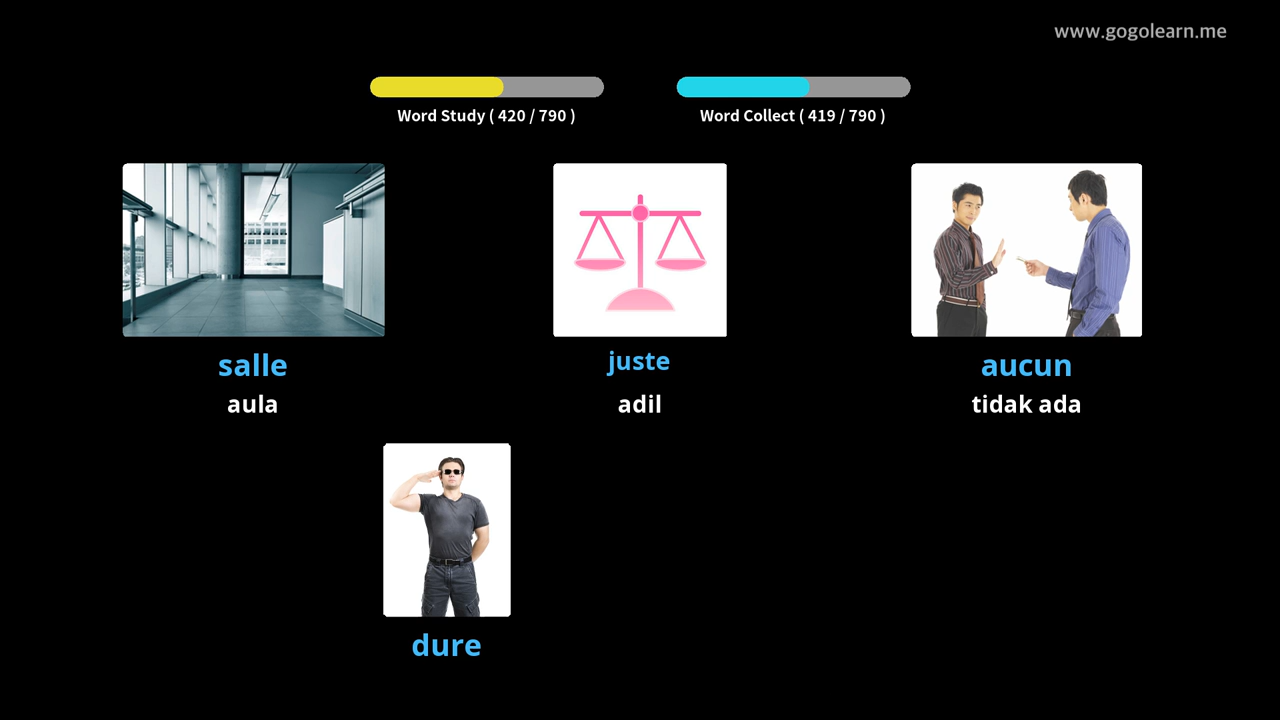 www.gogolearn.me
Word Study ( 420 / 790 )
Word Collect ( 419 / 790 )
salle
juste
aucun
aula
adil
tidak ada
dure